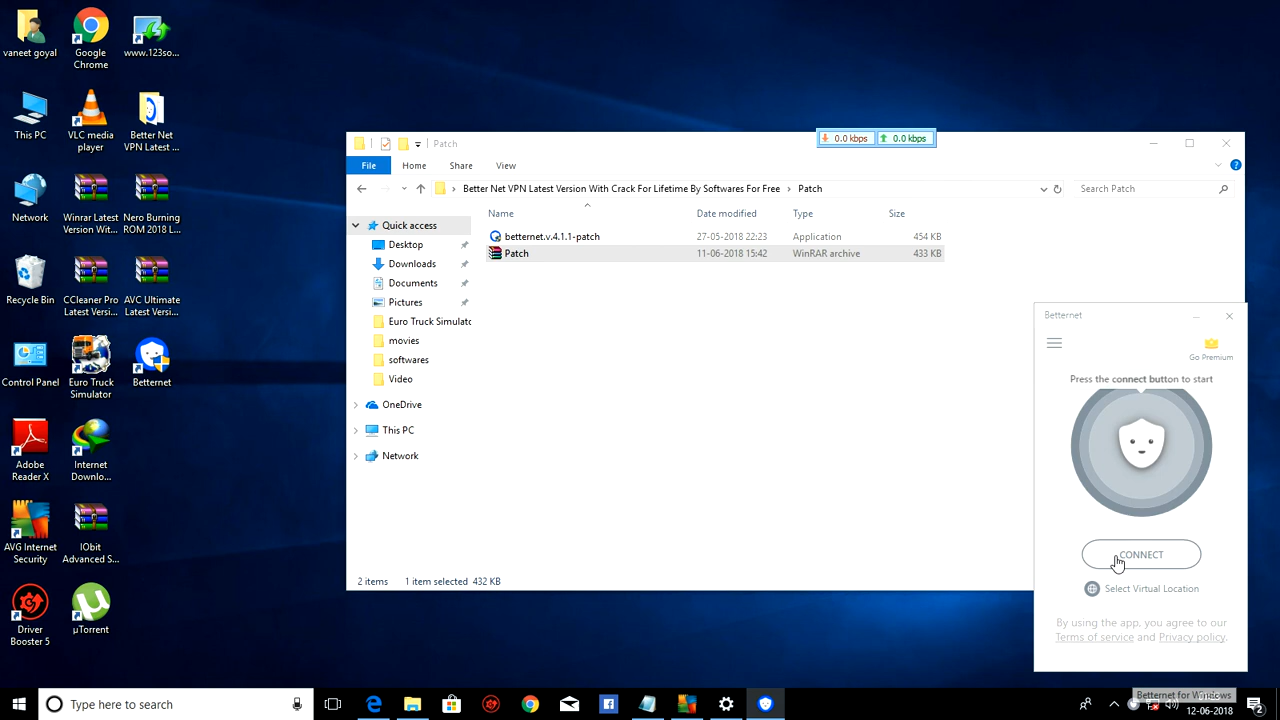 vaneet goyal
Google
Chrome
www.123so...
This PC
VLC media
player
Better Net
VPN Latest ...
Network
Winrar Latest
Version Wit...
Nero Burning
ROM 2018 L...
Recycle Bin
CCleaner Pro
Latest Versi...
AVC Ultimate
Latest Versio...
Control Panel
Euro Truck
Simulator
Betternet
Adobe
Reader X
Internet
Downlo...
AVG Internet
Security
IObit
Advanced S...
Driver
Booster 5
µTorrent
Patch
0.0 kbps
0.0 kbps
File
Home
Share
View
Better Net VPN Latest Version With Crack For Lifetime By Softwares For Free
Patch
Search Patch
Quick access
Desktop
Downloads
Documents
Pictures
Euro Truck Simulato
movies
softwares
Video
OneDrive
This PC
Network
Name
Date modified
Type
Size
betternet.v.4.1.1-patch
27-05-2018 22:23
Application
454 KB
Patch
11-06-2018 15:42
WinRAR archive
433 KB
2 items
1 item selected 432 KB
Betternet
Go Premium
Press the connect button to start
CONNECT
Select Virtual Location
By using the app, you agree to our
Terms of service and Privacy policy.
Type here to search
Betternet for Windows
12-06-2018
2